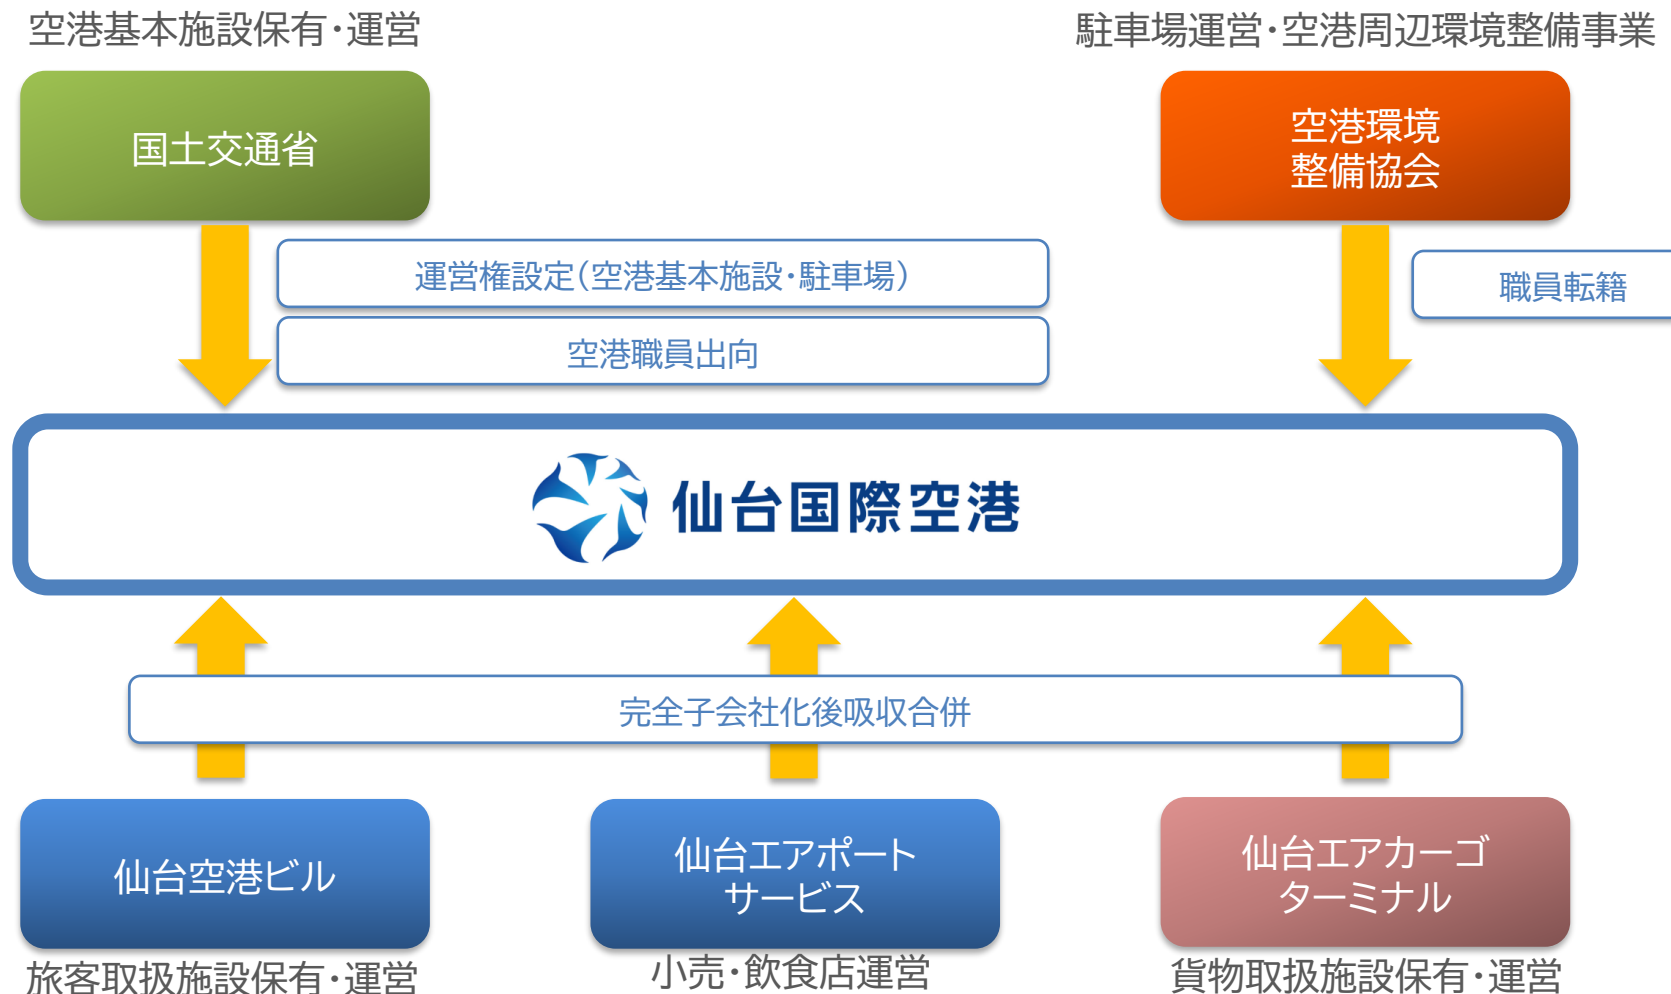 空港基本施設保有・運営
駐車場運営・空港周辺環境整備事業
国土交通省
空港環境
整備協会
運営権設定（空港基本施設・駐車場）
空港職員出向
職員転籍
仙台国際空港
完全子会社化後吸収合併
仙台空港ビル
仙台エアポート
サービス
仙台エアカーゴ
ターミナル
旅客取扱施設保有・運営
小売・飲食店運営
貨物取扱施設保有・運営